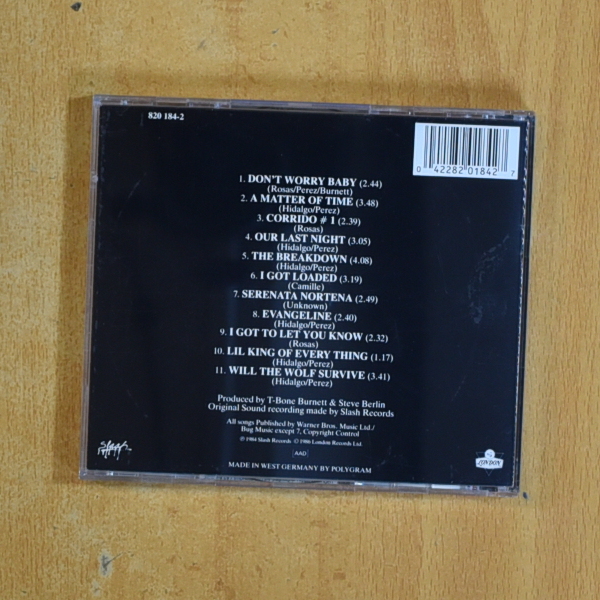 820 184-2
0 42282 01842 7
1. DON'T WORRY BABY (2.44)
(Rosas/Perez/Burnett)
2. A MATTER OF TIME (3.48)
(Hidalgo/Perez)
3. CORRIDO # 1 (2.39)
(Rosas)
4. OUR LAST NIGHT (3.05)
(Hidalgo/Perez)
5. THE BREAKDOWN (4.08)
(Hidalgo/Perez)
6. I GOT LOADED (3.19)
(Camille)
7. SERENATA NORTENA (2.49)
(Unknown)
8. EVANGELINE (2.40)
(Hidalgo/Perez)
9. I GOT TO LET YOU KNOW (2.32)
(Rosas)
10. LIL KING OF EVERY THING (1.17)
(Hidalgo/Perez)
11. WILL THE WOLF SURVIVE (3.41)
(Hidalgo/Perez)
Produced by T-Bone Burnett & Steve Berlin
Original Sound recording made by Slash Records
All songs Published by Warner Bros. Music Ltd./
Bug Music except 7, Copyright Control
℗ 1984 Slash Records © 1986 London Records Ltd.
AAD
MADE IN WEST GERMANY BY POLYGRAM
Slash
LONDON